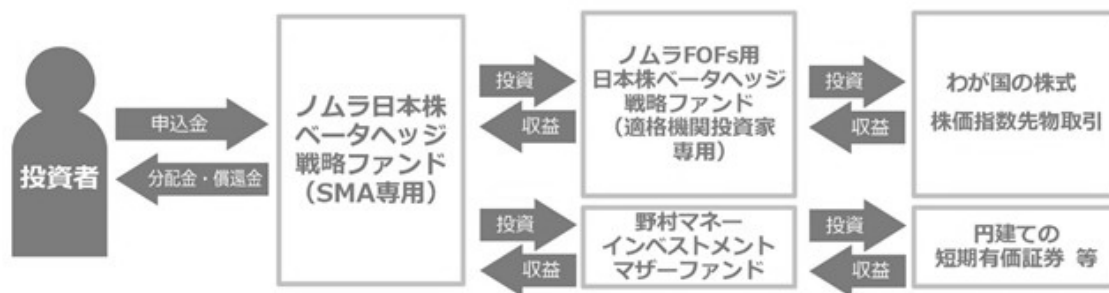 投資者
申込金
分配金・償還金
ノムラ日本株
ベータヘッジ
戦略ファンド
（SMA専用）
投資
収益
ノムラFOFs用
日本株ベータヘッジ
戦略ファンド
（適格機関投資家
専用）
投資
収益
わが国の株式
株価指数先物取引
投資
収益
野村マネー
インベストメント
マザーファンド
投資
収益
円建ての
短期有価証券 等